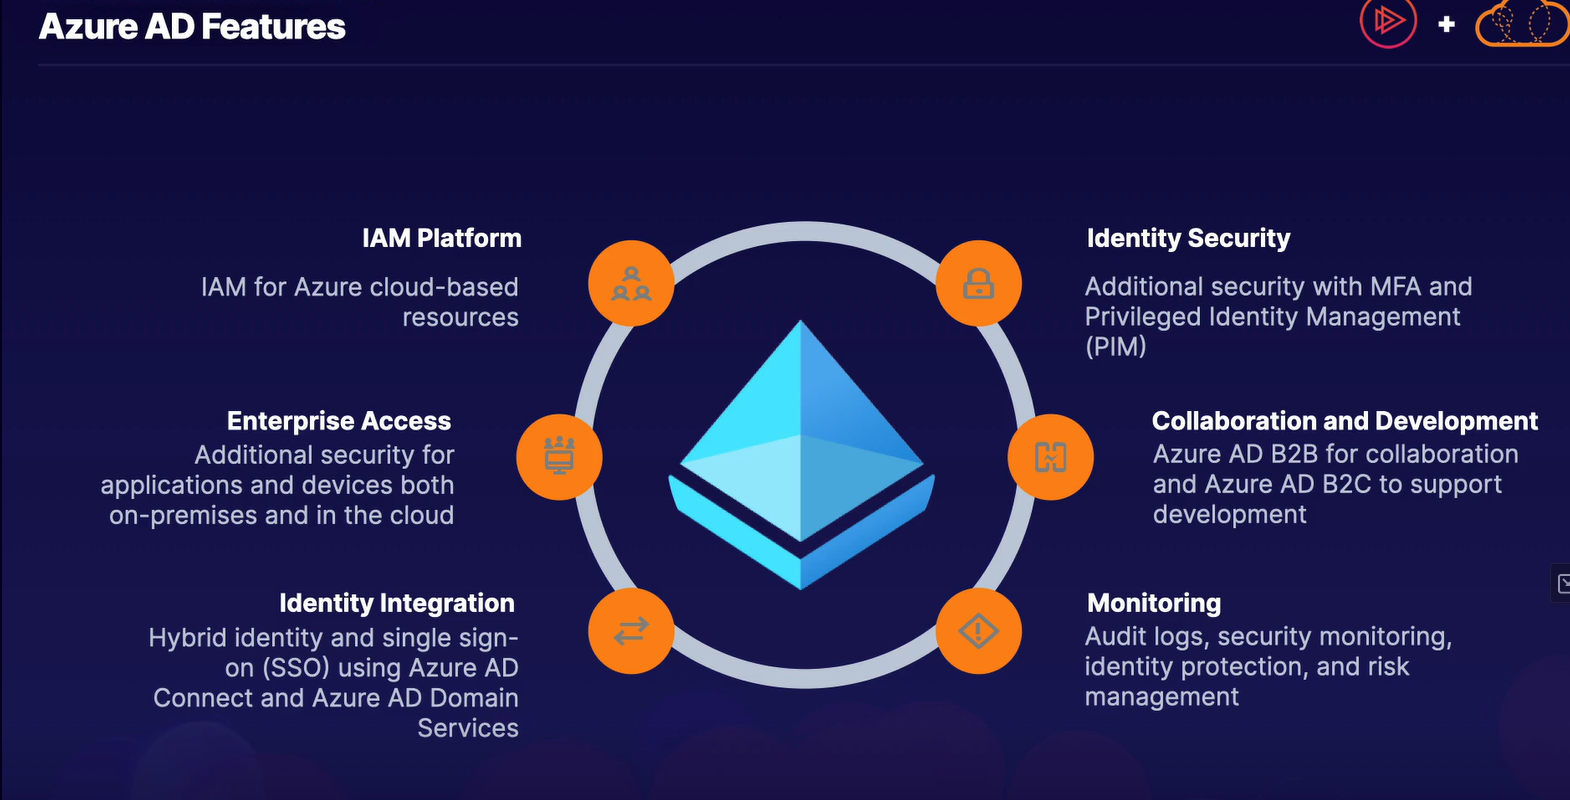 Azure AD Features
+
IAM Platform
IAM for Azure cloud-based
resources
Enterprise Access
Additional security for
applications and devices both
on-premises and in the cloud
Identity Integration
Hybrid identity and single sign-
on (SSO) using Azure AD
Connect and Azure AD Domain
Services
Identity Security
Additional security with MFA and
Privileged Identity Management
(PIM)
Collaboration and Development
Azure AD B2B for collaboration
and Azure AD B2C to support
development
Monitoring
Audit logs, security monitoring,
identity protection, and risk
management